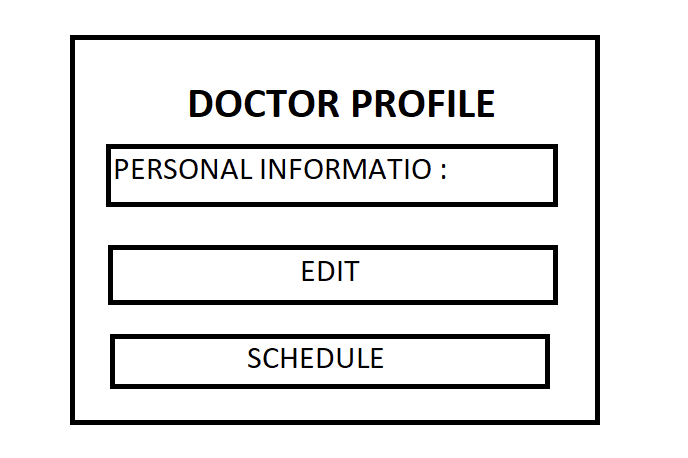 DOCTOR PROFILE
PERSONAL INFORMATIO :
EDIT
SCHEDULE